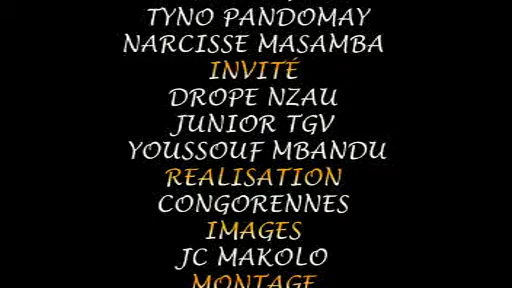 TYNO PANDOMAY
NARCISSE MASAMBA
INVITÉ
DROPE NZAU
JUNIOR TGV
YOUSSOUF MBANDU
REALISATION
CONGORENNES
IMAGES
JC MAKOLO
MONTAGE